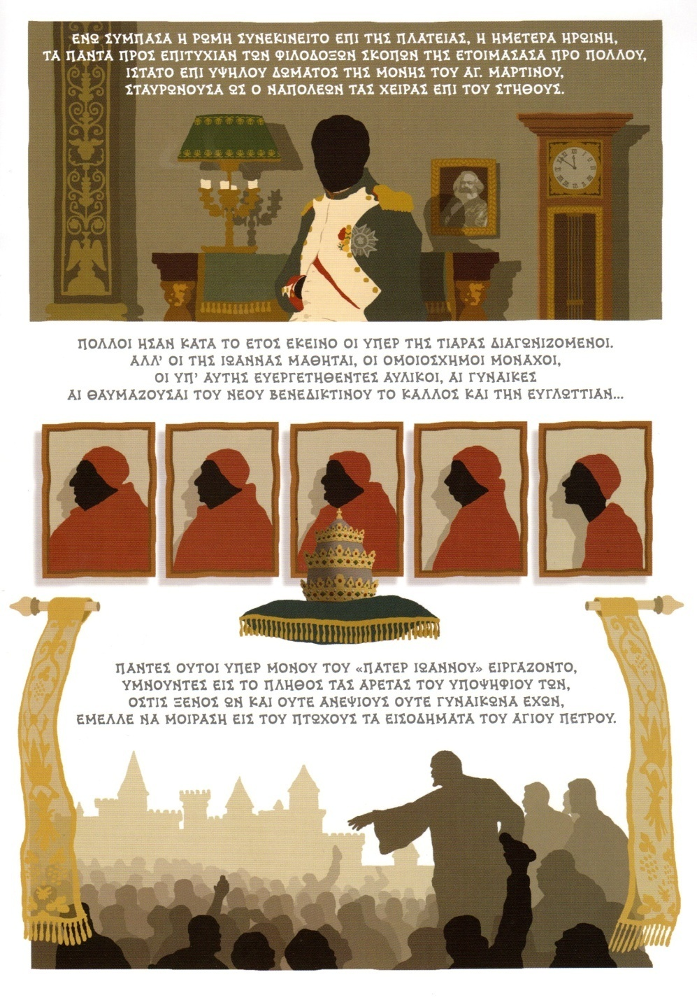 ΕΝΩ ΣΥΜΠΑΣΑ Η ΡΩΜΗ ΣΥΝΕΚΙΝΕΙΤΟ ΕΠΙ ΤΗΣ ΠΛΑΤΕΙΑΣ, Η ΗΜΕΤΕΡΑ ΗΡΩΙΝΗ,
ΤΑ ΠΑΝΤΑ ΠΡΟΣ ΕΠΙΤΥΧΙΑΝ ΤΩΝ ΦΙΛΟΔΟΞΩΝ ΣΚΟΠΩΝ ΤΗΣ ΕΤΟΙΜΑΣΑΣΑ ΠΡΟ ΠΟΛΛΟΥ,
ΙΣΤΑΤΟ ΕΠΙ ΥΨΗΛΟΥ ΔΩΜΑΤΟΣ ΤΗΣ ΜΟΝΗΣ ΤΟΥ ΑΓ. ΜΑΡΤΙΝΟΥ,
ΣΤΑΥΡΩΝΟΥΣΑ ΩΣ Ο ΝΑΠΟΛΕΩΝ ΤΑΣ ΧΕΙΡΑΣ ΕΠΙ ΤΟΥ ΣΤΗΘΟΥΣ.
ΠΟΛΛΟΙ ΗΣΑΝ ΚΑΤΑ ΤΟ ΕΤΟΣ ΕΚΕΙΝΟ ΟΙ ΥΠΕΡ ΤΗΣ ΤΙΑΡΑΣ ΔΙΑΓΩΝΙΖΟΜΕΝΟΙ.
ΑΛΛ' ΟΙ ΤΗΣ ΙΩΑΝΝΑΣ ΜΑΘΗΤΑΙ, ΟΙ ΟΜΟΙΟΣΧΗΜΟΙ ΜΟΝΑΧΟΙ,
ΟΙ ΥΠ' ΑΥΤΗΣ ΕΥΕΡΓΕΤΗΘΕΝΤΕΣ ΑΥΛΙΚΟΙ, ΑΙ ΓΥΝΑΙΚΕΣ
ΑΙ ΘΑΥΜΑΖΟΥΣΑΙ ΤΟΥ ΝΕΟΥ ΒΕΝΕΔΙΚΤΙΝΟΥ ΤΟ ΚΑΛΛΟΣ ΚΑΙ ΤΗΝ ΕΥΓΛΩΤΤΙΑΝ...
ΠΑΝΤΕΣ ΟΥΤΟΙ ΥΠΕΡ ΜΟΝΟΥ ΤΟΥ «ΠΑΤΕΡ ΙΩΑΝΝΟΥ» ΕΙΡΓΑΖΟΝΤΟ,
ΥΜΝΟΥΝΤΕΣ ΕΙΣ ΤΟ ΠΛΗΘΟΣ ΤΑΣ ΑΡΕΤΑΣ ΤΟΥ ΥΠΟΨΗΦΙΟΥ ΤΩΝ,
ΟΣΤΙΣ ΞΕΝΟΣ ΩΝ ΚΑΙ ΟΥΤΕ ΑΝΕΨΙΟΥΣ ΟΥΤΕ ΓΥΝΑΙΚΩΝΑ ΕΧΩΝ,
ΕΜΕΛΛΕ ΝΑ ΜΟΙΡΑΣΗ ΕΙΣ ΤΟΥ ΠΤΩΧΟΥΣ ΤΑ ΕΙΣΟΔΗΜΑΤΑ ΤΟΥ ΑΓΙΟΥ ΠΕΤΡΟΥ.